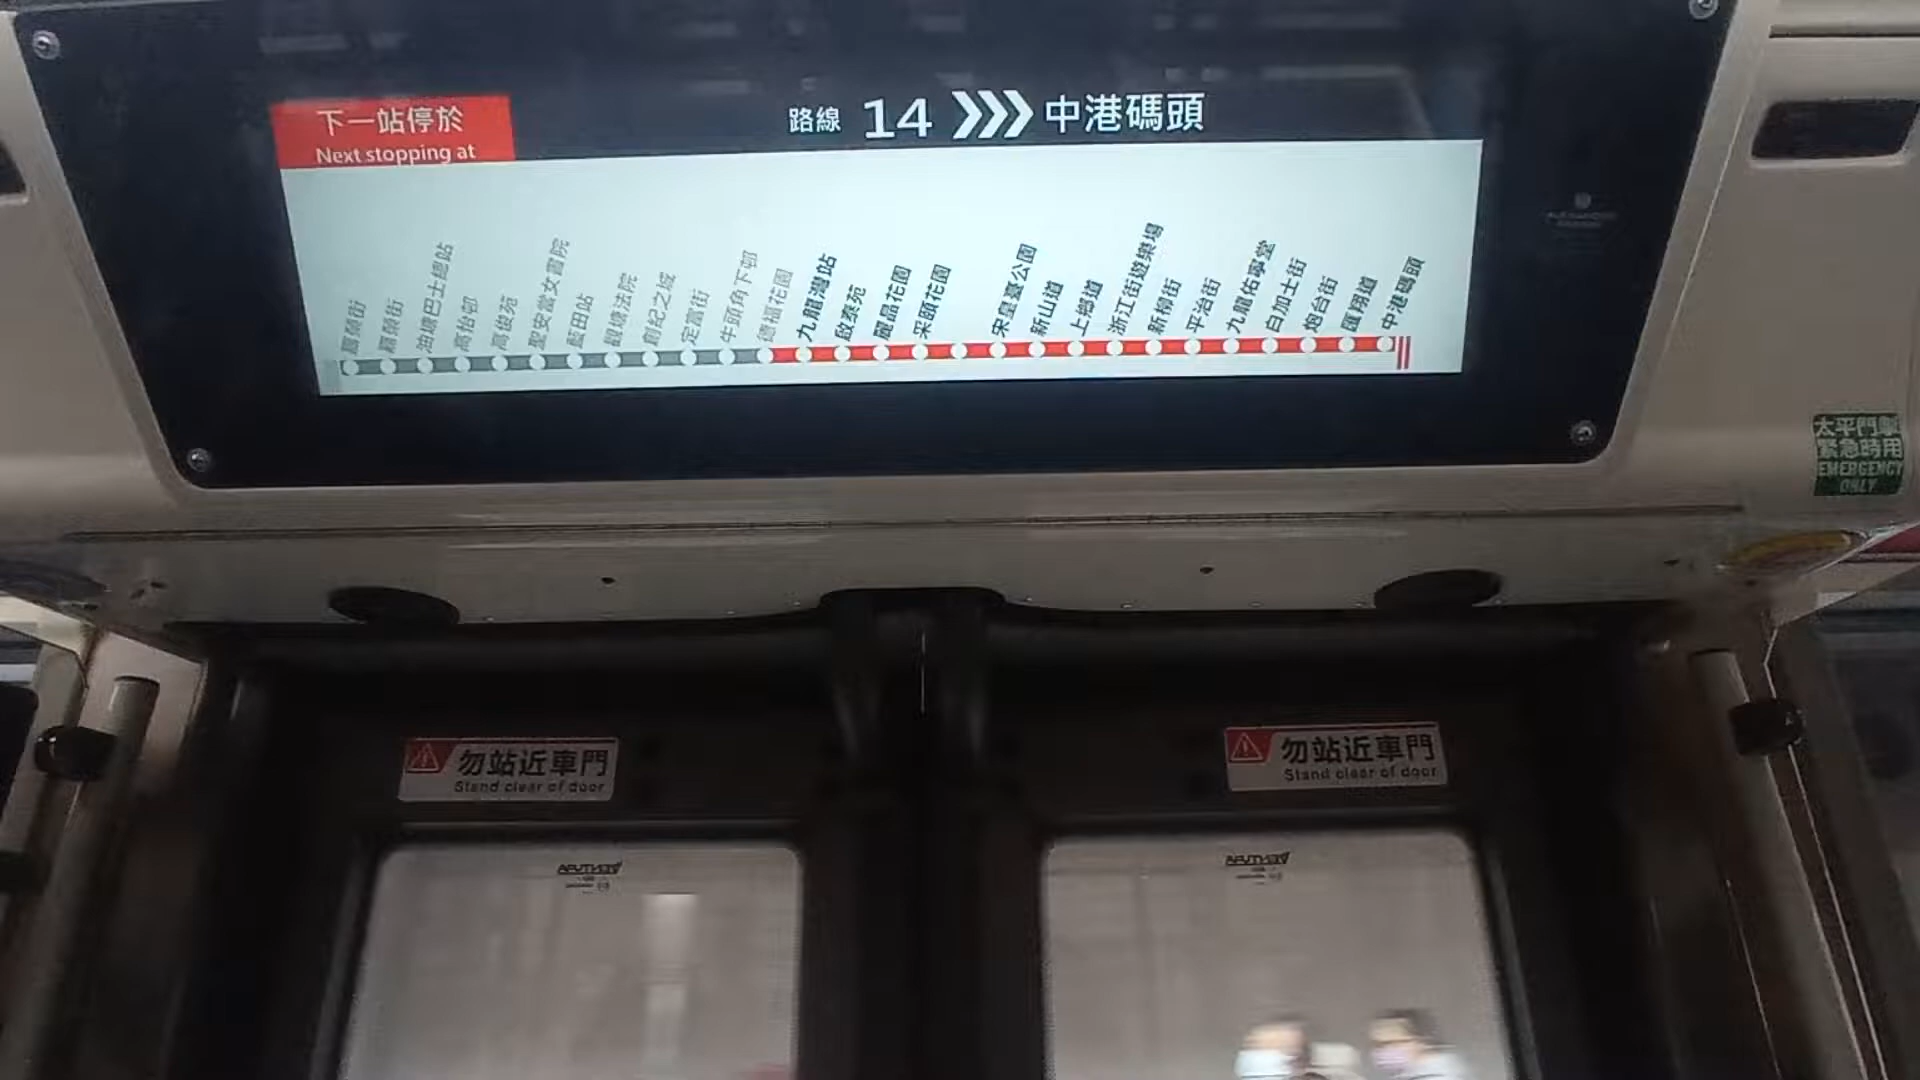 下一站停於
Next stopping at
路線 14 中港碼頭
鳳顏街
嘉顏街
油塘巴士總站
高怡邨
高俊苑
聖安當女書院
藍田站
觀塘法院
創紀之城
定富街
牛頭角下邨
德福花園
九龍灣站
啟泰苑
麗晶花園
采頤花園
宋皇臺公園
新山道
上鄉道
浙江街遊樂場
新柳街
平治街
九龍佑寧堂
白加士街
炮台街
匯翔道
中港碼頭
太平門
緊急時用
EMERGENCY
ONLY
勿站近車門
Stand clear of door
勿站近車門
Stand clear of door
VENTURA
VENTURA